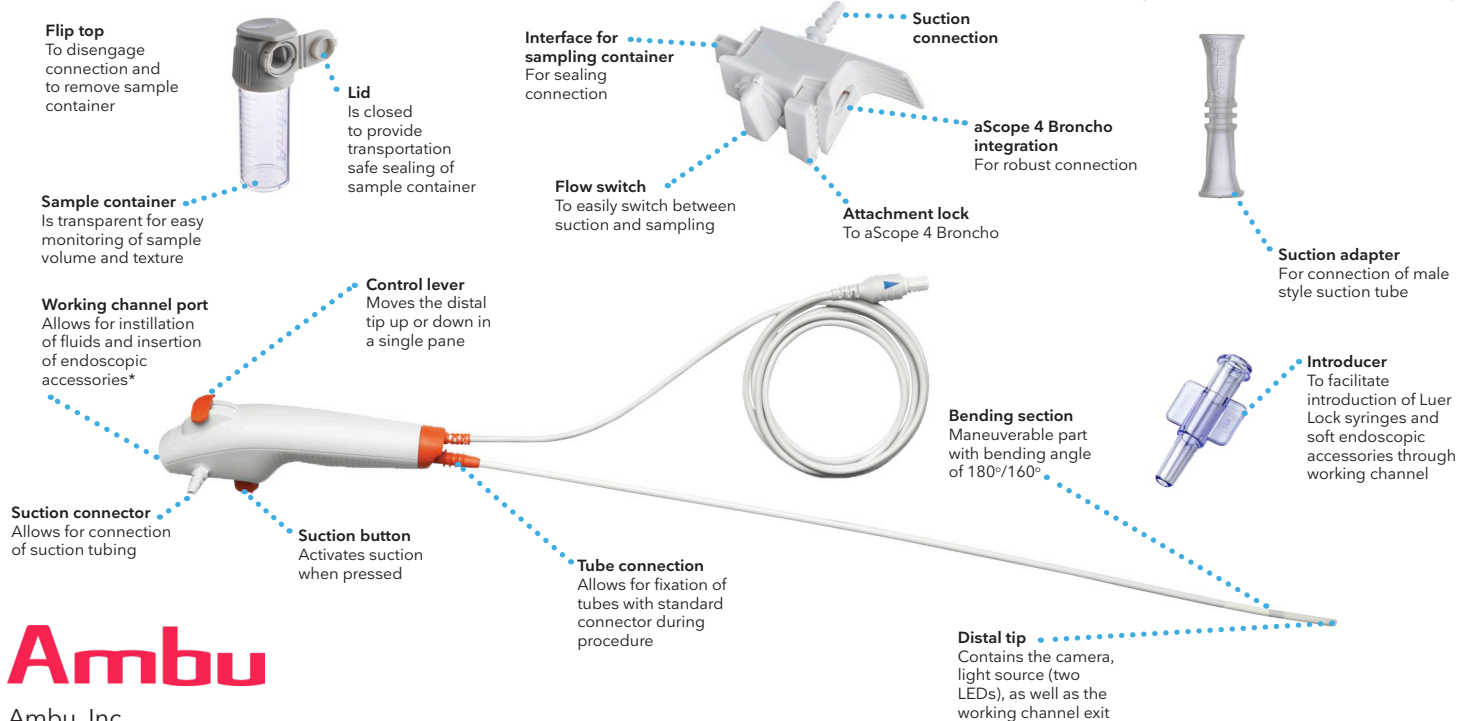 Flip top
To disengage
connection and
to remove sample
container
Lid
Is closed
to provide
transportation
safe sealing of
sample container
Sample container
Is transparent for easy
monitoring of sample
volume and texture
Interface for
sampling container
For sealing
connection
Suction
connection
aScope 4 Broncho
integration
For robust connection
Flow switch
To easily switch between
suction and sampling
Attachment lock
To aScope 4 Broncho
Suction adapter
For connection of male
style suction tube
Working channel port
Allows for instillation
of fluids and insertion
of endoscopic
accessories*
Control lever
Moves the distal
tip up or down in
a single pane
Introducer
To facilitate
introduction of Luer
Lock syringes and
soft endoscopic
accessories through
working channel
Bending section
Maneuverable part
with bending angle
of 180°/160°
Suction connector
Allows for connection
of suction tubing
Suction button
Activates suction
when pressed
Tube connection
Allows for fixation of
tubes with standard
connector during
procedure
Distal tip
Contains the camera,
light source (two
LEDs), as well as the
working channel exit
Ambu
Ambu, Inc